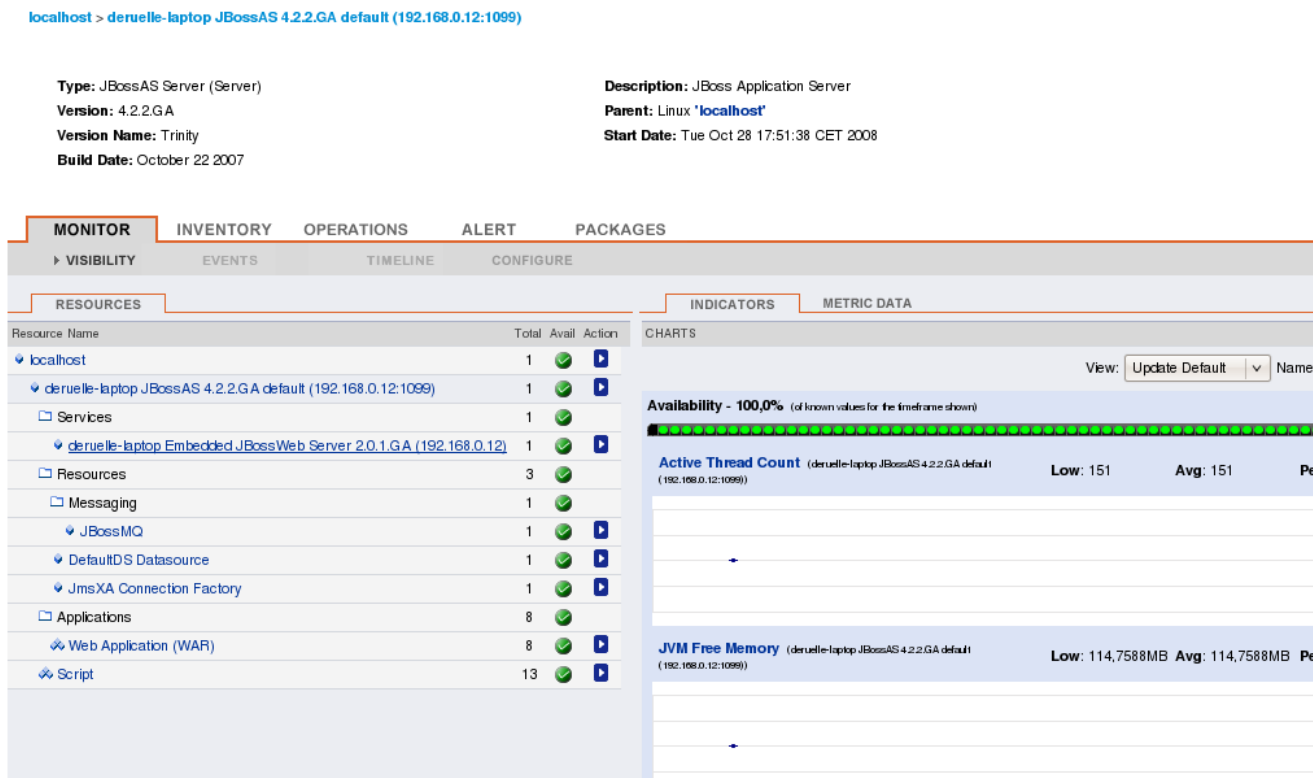 localhost > deruelle-laptop JBossAS 4.2.2.GA default (192.168.0.12:1099)
Type: JBossAS Server (Server)
Description: JBoss Application Server
Version: 4.2.2.GA
Parent: Linux 'localhost'
Version Name: Trinity
Start Date: Tue Oct 28 17:51:38 CET 2008
Build Date: October 22 2007
MONITOR INVENTORY OPERATIONS ALERT PACKAGES
VISIBILITY EVENTS TIMELINE CONFIGURE
RESOURCES
Resource Name Total Avail Action
localhost 1
deruelle-laptop JBossAS 4.2.2.GA default (192.168.0.12:1099) 1
Services 1
deruelle-laptop Embedded JBossWeb Server 2.0.1.GA (192.168.0.12) 1
Resources 3
Messaging 1
JBossMQ 1
DefaultDS Datasource 1
JmsXA Connection Factory 1
Applications 8
Web Application (WAR) 8
Script 13
INDICATORS METRIC DATA
CHARTS
View: Update Default Name
Availability - 100,0% (of known values for the timeframe shown)
Active Thread Count (deruelle-laptop JBossAS 4.2.2.GA default
(192.168.0.12:1099)) Low: 151 Avg: 151 Pe
JVM Free Memory (deruelle-laptop JBossAS 4.2.2.GA default
(192.168.0.12:1099)) Low: 114,7588MB Avg: 114,7588MB Pe